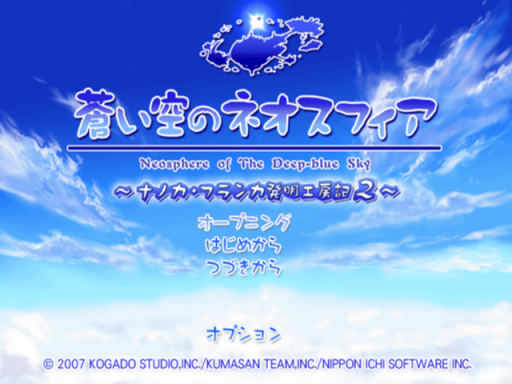 蒼い空のネオスフィア
Neosphere of The Deep-blue Sky
～ナノカ・フランカ発明工房記2～
オープニング
はじめから
つづきから
オプション
© 2007 KOGADO STUDIO,INC./KUMASAN TEAM,INC./NIPPON ICHI SOFTWARE INC.